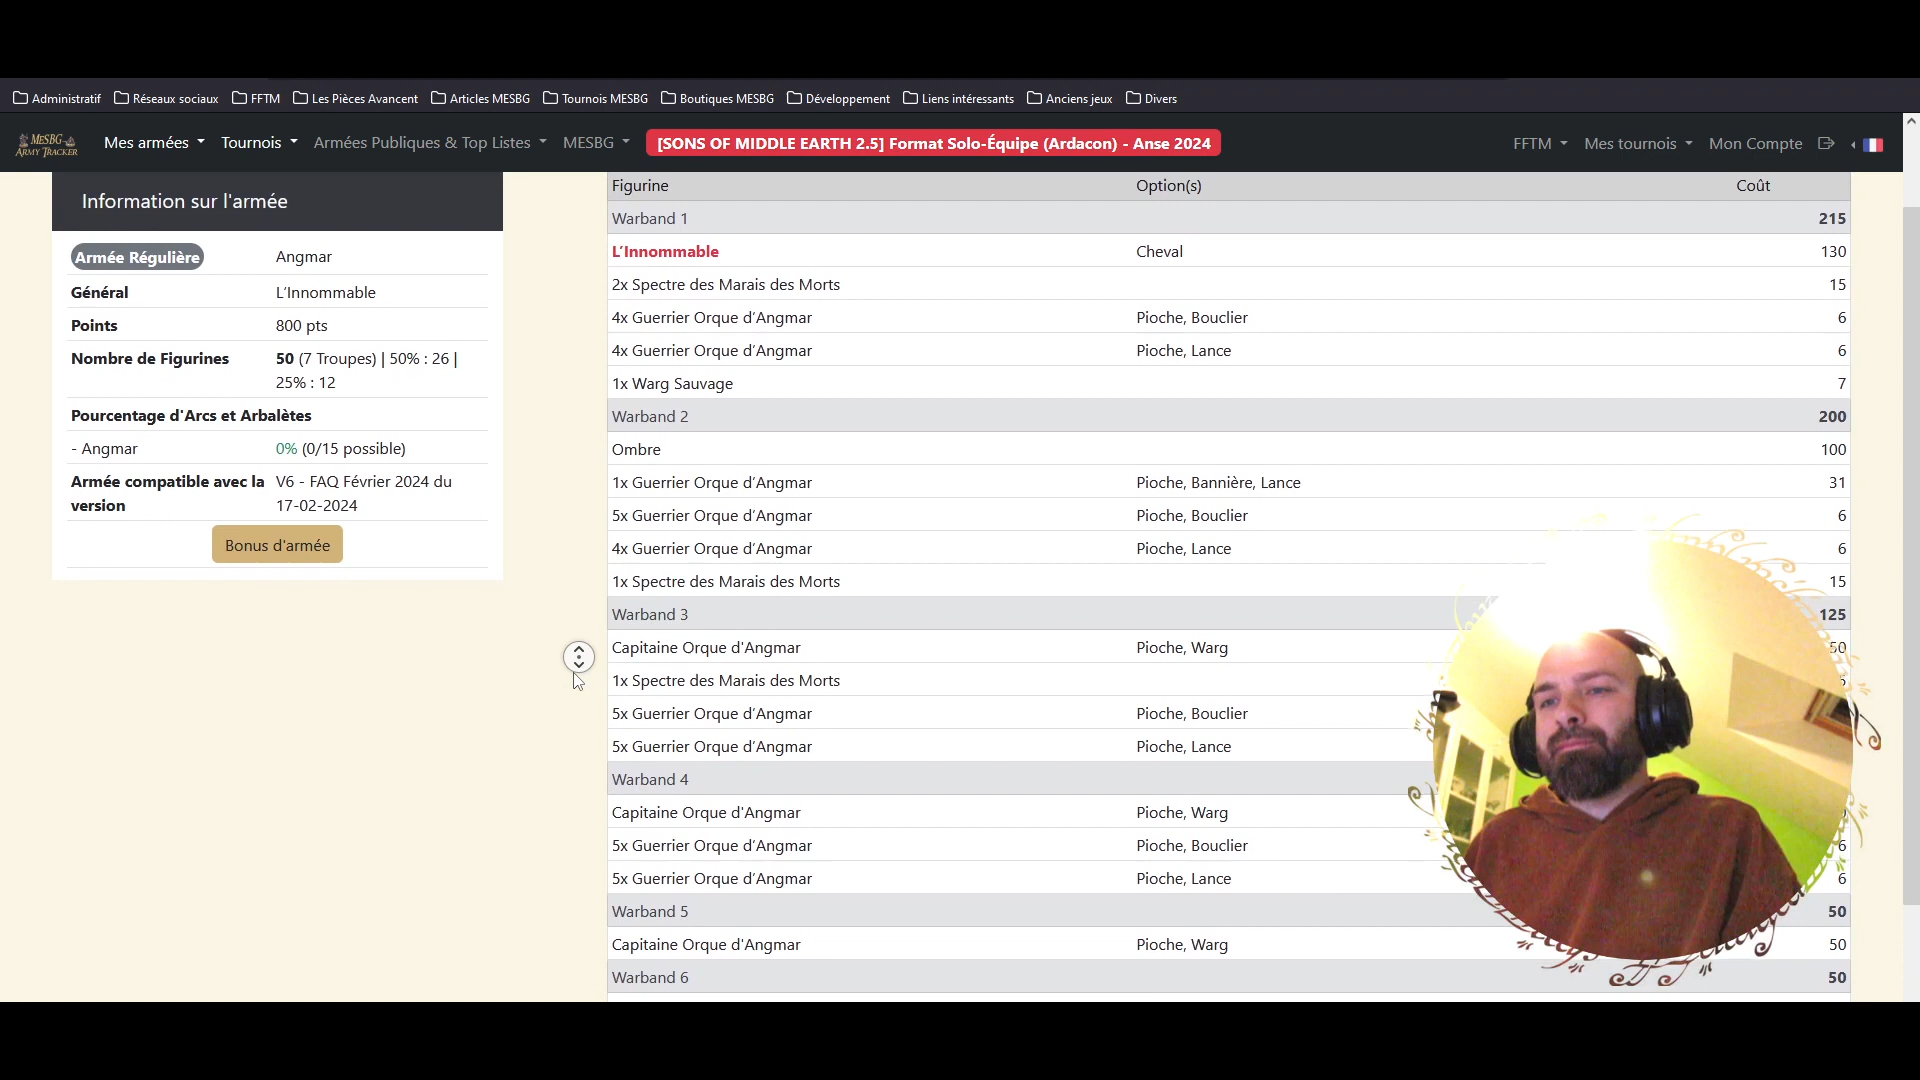 Administratif Réseaux sociaux FFTM Les Pièces Avancent Articles MESBG Tournois MESBG Boutiques MESBG Développement Liens intéressants Anciens jeux Divers
MESBG
ARMY TRACKER
Mes armées Tournois Armées Publiques & Top Listes MESBG [SONS OF MIDDLE EARTH 2.5] Format Solo-Équipe (Ardacon) - Anse 2024 FFTM Mes tournois Mon Compte
Information sur l'armée
Armée Régulière Angmar
Général L’Innommable
Points 800 pts
Nombre de Figurines 50 (7 Troupes) | 50% : 26 |
25% : 12
Pourcentage d'Arcs et Arbalètes
- Angmar 0% (0/15 possible)
Armée compatible avec la V6 - FAQ Février 2024 du
version 17-02-2024
Bonus d'armée
Figurine Option(s) Coût
Warband 1 215
L’Innommable Cheval 130
2x Spectre des Marais des Morts 15
4x Guerrier Orque d’Angmar Pioche, Bouclier 6
4x Guerrier Orque d’Angmar Pioche, Lance 6
1x Warg Sauvage 7
Warband 2 200
Ombre 100
1x Guerrier Orque d’Angmar Pioche, Bannière, Lance 31
5x Guerrier Orque d’Angmar Pioche, Bouclier 6
4x Guerrier Orque d’Angmar Pioche, Lance 6
1x Spectre des Marais des Morts 15
Warband 3 125
Capitaine Orque d'Angmar Pioche, Warg 50
1x Spectre des Marais des Morts
5x Guerrier Orque d’Angmar Pioche, Bouclier
5x Guerrier Orque d’Angmar Pioche, Lance
Warband 4
Capitaine Orque d'Angmar Pioche, Warg
5x Guerrier Orque d’Angmar Pioche, Bouclier 6
5x Guerrier Orque d’Angmar Pioche, Lance 6
Warband 5 50
Capitaine Orque d'Angmar Pioche, Warg 50
Warband 6 50